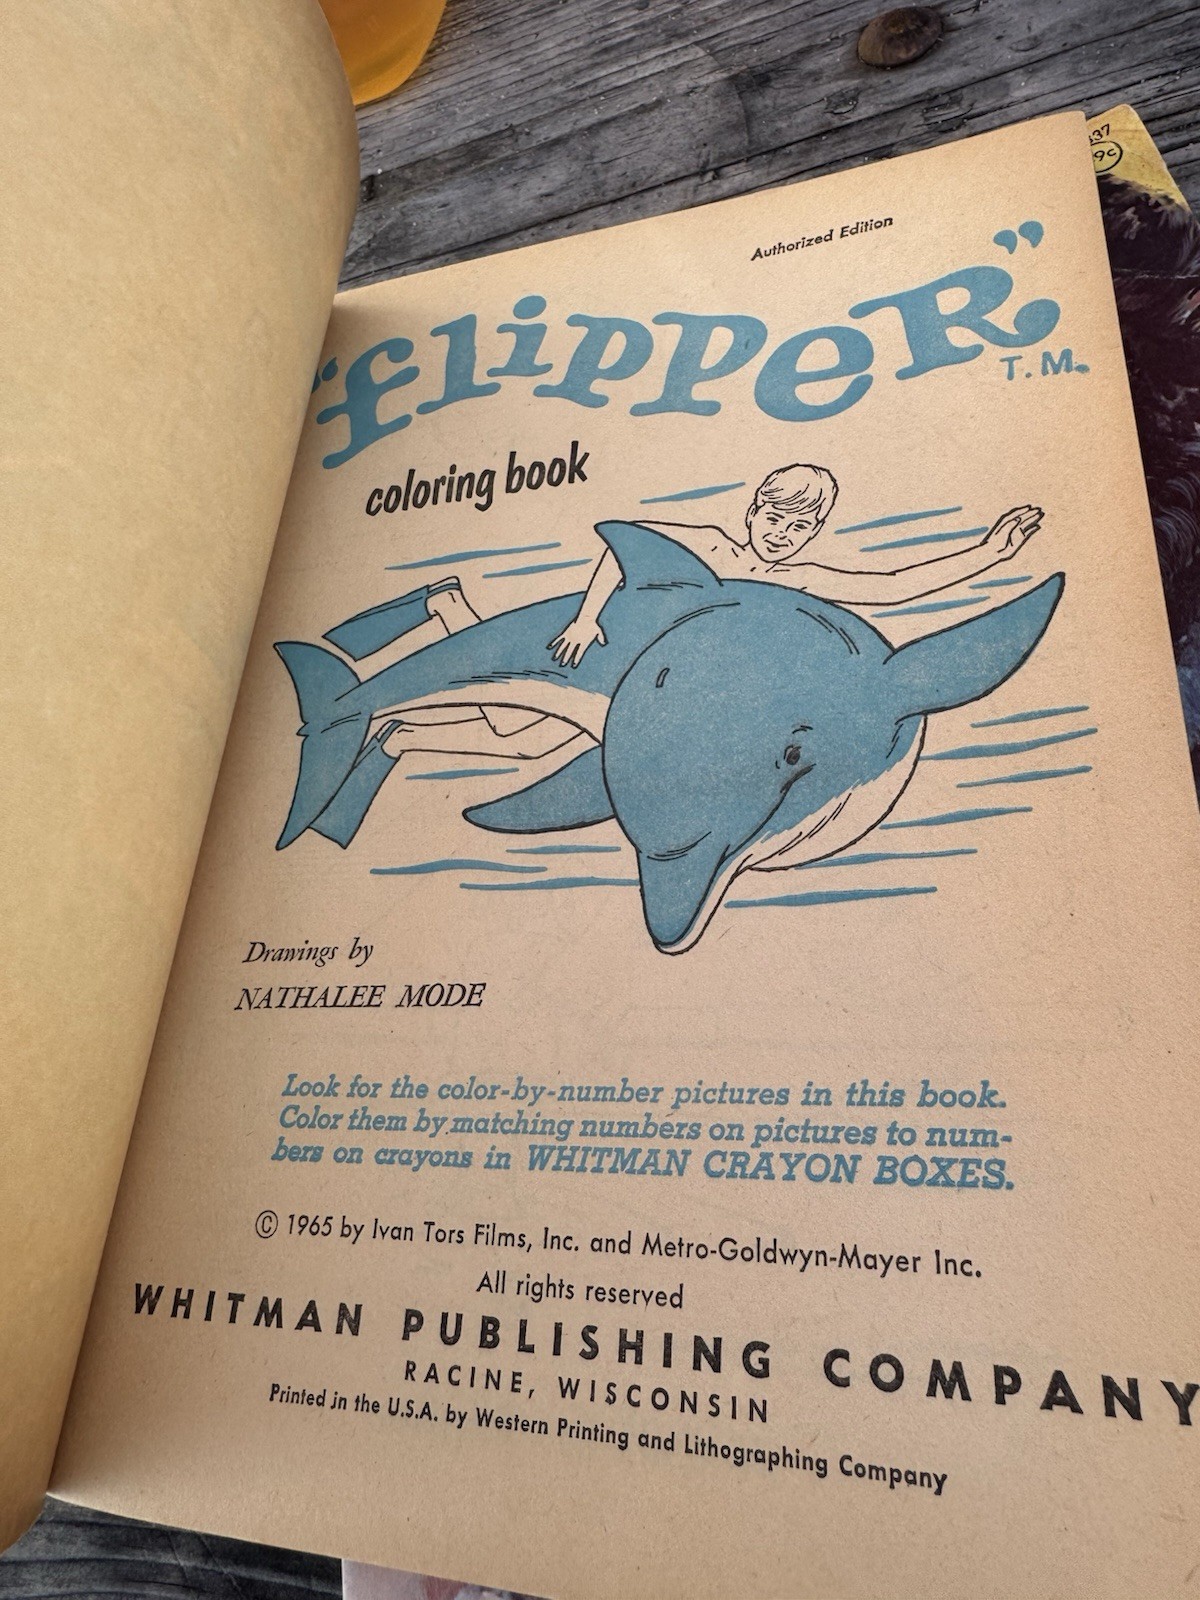 Authorized Edition
"flippeR"
T.M.
coloring book
Drawings by
NATHALEE MODE
Look for the color-by-number pictures in this book.
Color them by matching numbers on pictures to num-
bers on crayons in WHITMAN CRAYON BOXES.
© 1965 by Ivan Tors Films, Inc. and Metro-Goldwyn-Mayer Inc.
All rights reserved
WHITMAN PUBLISHING COMPANY
RACINE, WISCONSIN
Printed in the U.S.A. by Western Printing and Lithographing Company